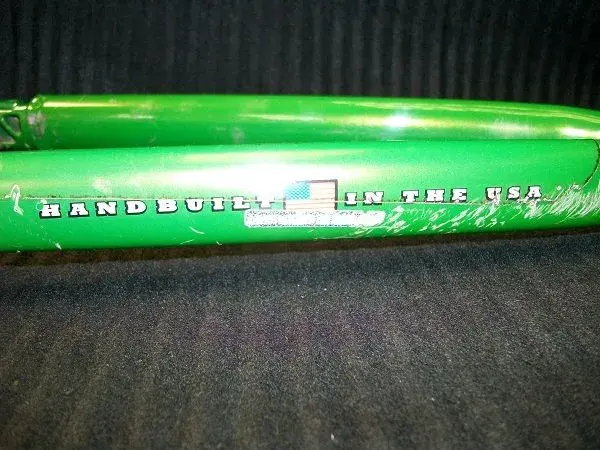 HANDBUILT IN THE USA